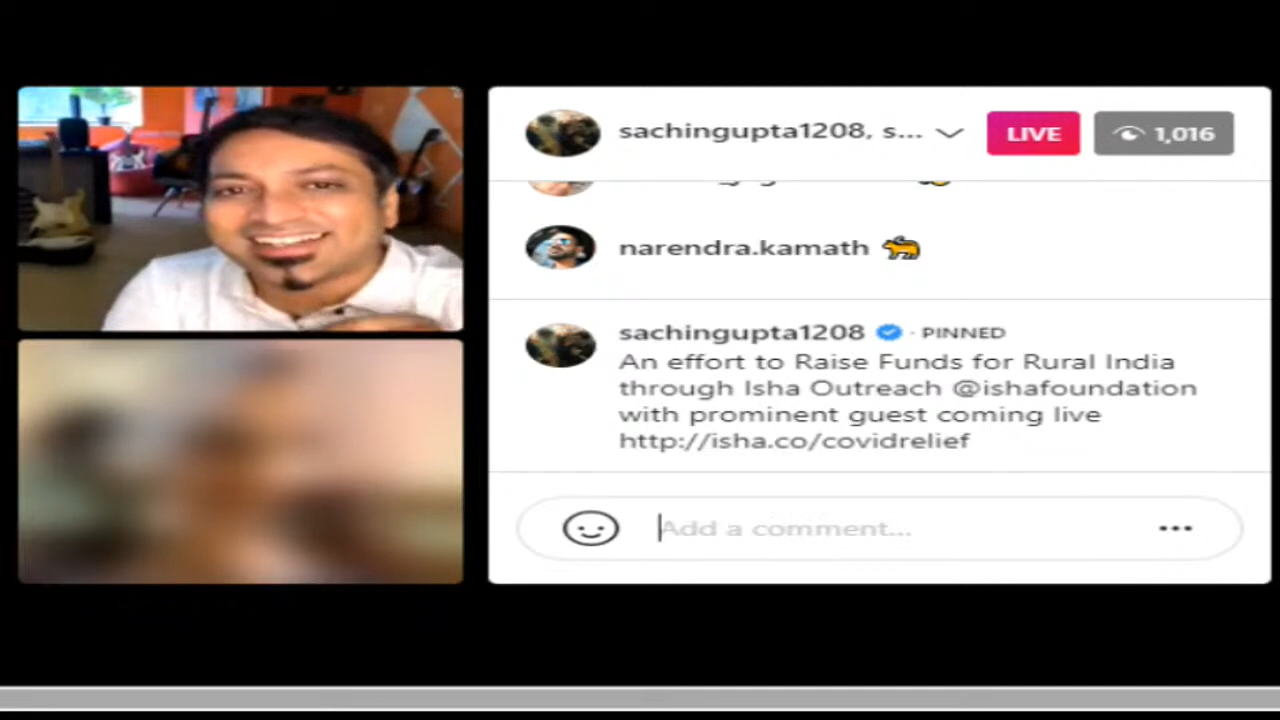 sachingupta1208, s...
LIVE
1,016
narendra.kamath
sachingupta1208 · PINNED
An effort to Raise Funds for Rural India
through Isha Outreach @ishafoundation
with prominent guest coming live
http://isha.co/covidrelief
Add a comment...